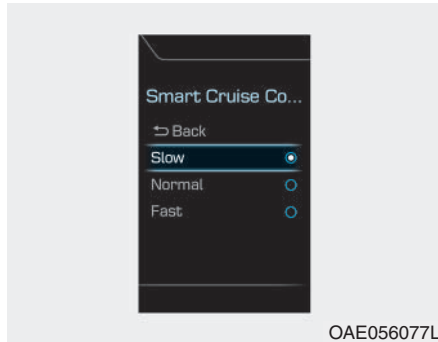 Smart Cruise Co...
Back
Slow
Normal
Fast
OAE056077L